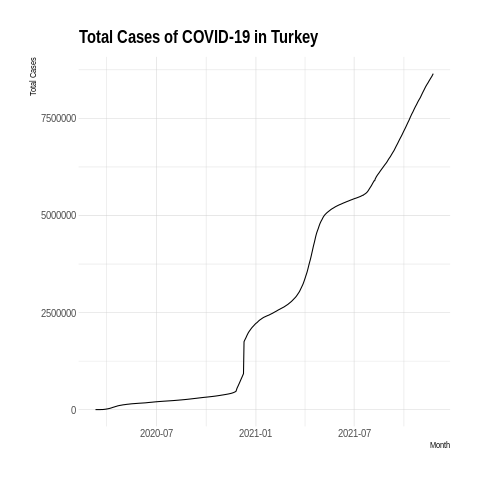 Total Cases of COVID-19 in Turkey
Total Cases
7500000
5000000
2500000
0
2020-07
2021-01
2021-07
Month